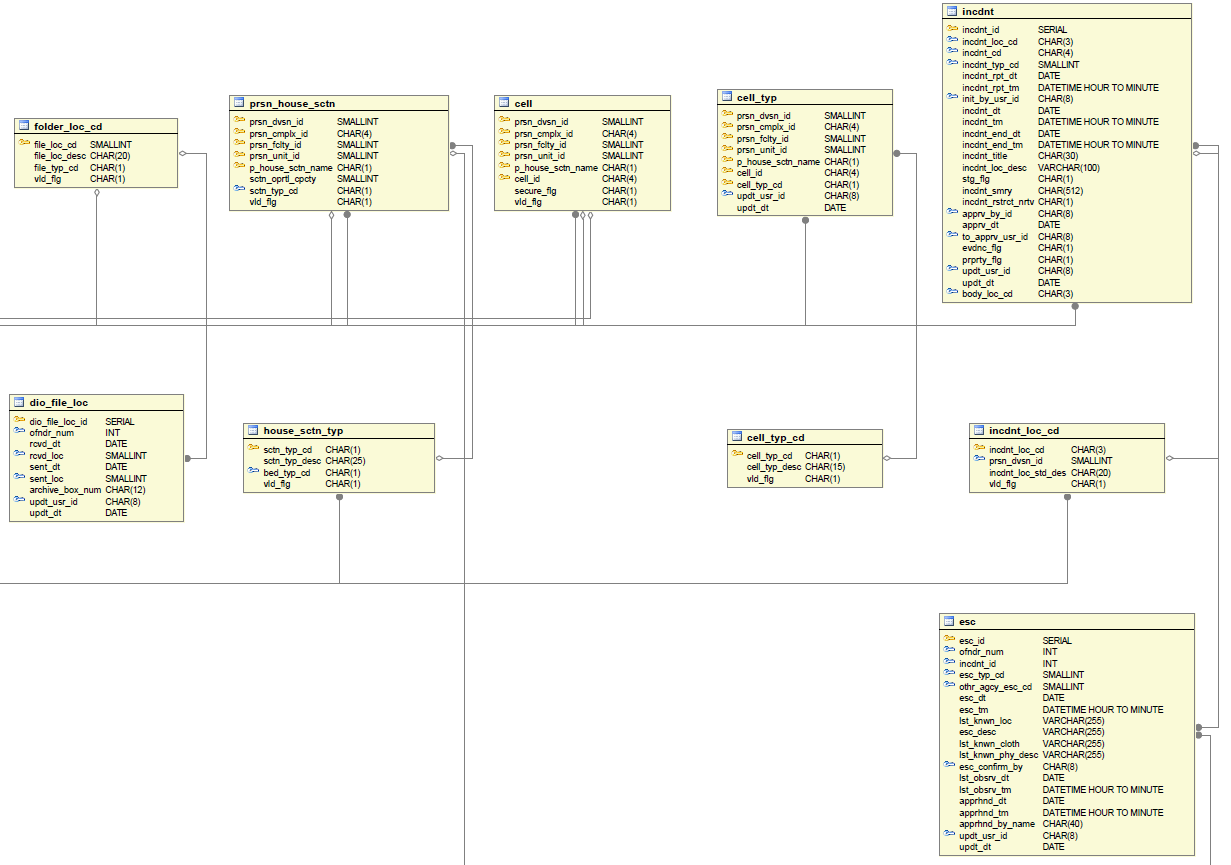 incdnt
incdnt_id SERIAL
incdnt_loc_cd CHAR(3)
incdnt_cd CHAR(4)
incdnt_typ_cd SMALLINT
incdnt_rpt_dt DATE
incdnt_rpt_tm DATETIME HOUR TO MINUTE
init_by_usr_id CHAR(8)
incdnt_dt DATE
incdnt_tm DATETIME HOUR TO MINUTE
incdnt_end_dt DATE
incdnt_end_tm DATETIME HOUR TO MINUTE
incdnt_title CHAR(30)
incdnt_loc_desc VARCHAR(100)
stg_flg CHAR(1)
incdnt_smry CHAR(512)
incdnt_rstrct_nrtv CHAR(1)
apprv_by_id CHAR(8)
apprv_dt DATE
to_apprv_usr_id CHAR(8)
evdnc_flg CHAR(1)
prprty_flg CHAR(1)
updt_usr_id CHAR(8)
updt_dt DATE
body_loc_cd CHAR(3)
folder_loc_cd
file_loc_cd SMALLINT
file_loc_desc CHAR(20)
file_typ_cd CHAR(1)
vld_flg CHAR(1)
prsn_house_sctn
prsn_dvsn_id SMALLINT
prsn_cmplx_id CHAR(4)
prsn_fclty_id SMALLINT
prsn_unit_id SMALLINT
p_house_sctn_name CHAR(1)
sctn_oprtl_cpcty SMALLINT
sctn_typ_cd CHAR(1)
vld_flg CHAR(1)
cell
prsn_dvsn_id SMALLINT
prsn_cmplx_id CHAR(4)
prsn_fclty_id SMALLINT
prsn_unit_id SMALLINT
p_house_sctn_name CHAR(1)
cell_id CHAR(4)
secure_flg CHAR(1)
vld_flg CHAR(1)
cell_typ
prsn_dvsn_id SMALLINT
prsn_cmplx_id CHAR(4)
prsn_fclty_id SMALLINT
prsn_unit_id SMALLINT
p_house_sctn_name CHAR(1)
cell_id CHAR(4)
cell_typ_cd CHAR(1)
updt_usr_id CHAR(8)
updt_dt DATE
dio_file_loc
dio_file_loc_id SERIAL
ofndr_num INT
rcvd_dt DATE
rcvd_loc SMALLINT
sent_dt DATE
sent_loc SMALLINT
archive_box_num CHAR(12)
updt_usr_id CHAR(8)
updt_dt DATE
house_sctn_typ
sctn_typ_cd CHAR(1)
sctn_typ_desc CHAR(25)
bed_typ_cd CHAR(1)
vld_flg CHAR(1)
cell_typ_cd
cell_typ_cd CHAR(1)
cell_typ_desc CHAR(15)
vld_flg CHAR(1)
incdnt_loc_cd
incdnt_loc_cd CHAR(3)
prsn_dvsn_id SMALLINT
incdnt_loc_std_des CHAR(20)
vld_flg CHAR(1)
esc
esc_id SERIAL
ofndr_num INT
incdnt_id INT
esc_typ_cd SMALLINT
othr_agcy_esc_cd SMALLINT
esc_dt DATE
esc_tm DATETIME HOUR TO MINUTE
lst_knwn_loc VARCHAR(255)
esc_desc VARCHAR(255)
lst_knwn_cloth VARCHAR(255)
lst_knwn_phy_desc VARCHAR(255)
esc_confirm_by CHAR(8)
lst_obsrv_dt DATE
lst_obsrv_tm DATETIME HOUR TO MINUTE
apprhnd_dt DATE
apprhnd_tm DATETIME HOUR TO MINUTE
apprhnd_by_name CHAR(40)
updt_usr_id CHAR(8)
updt_dt DATE